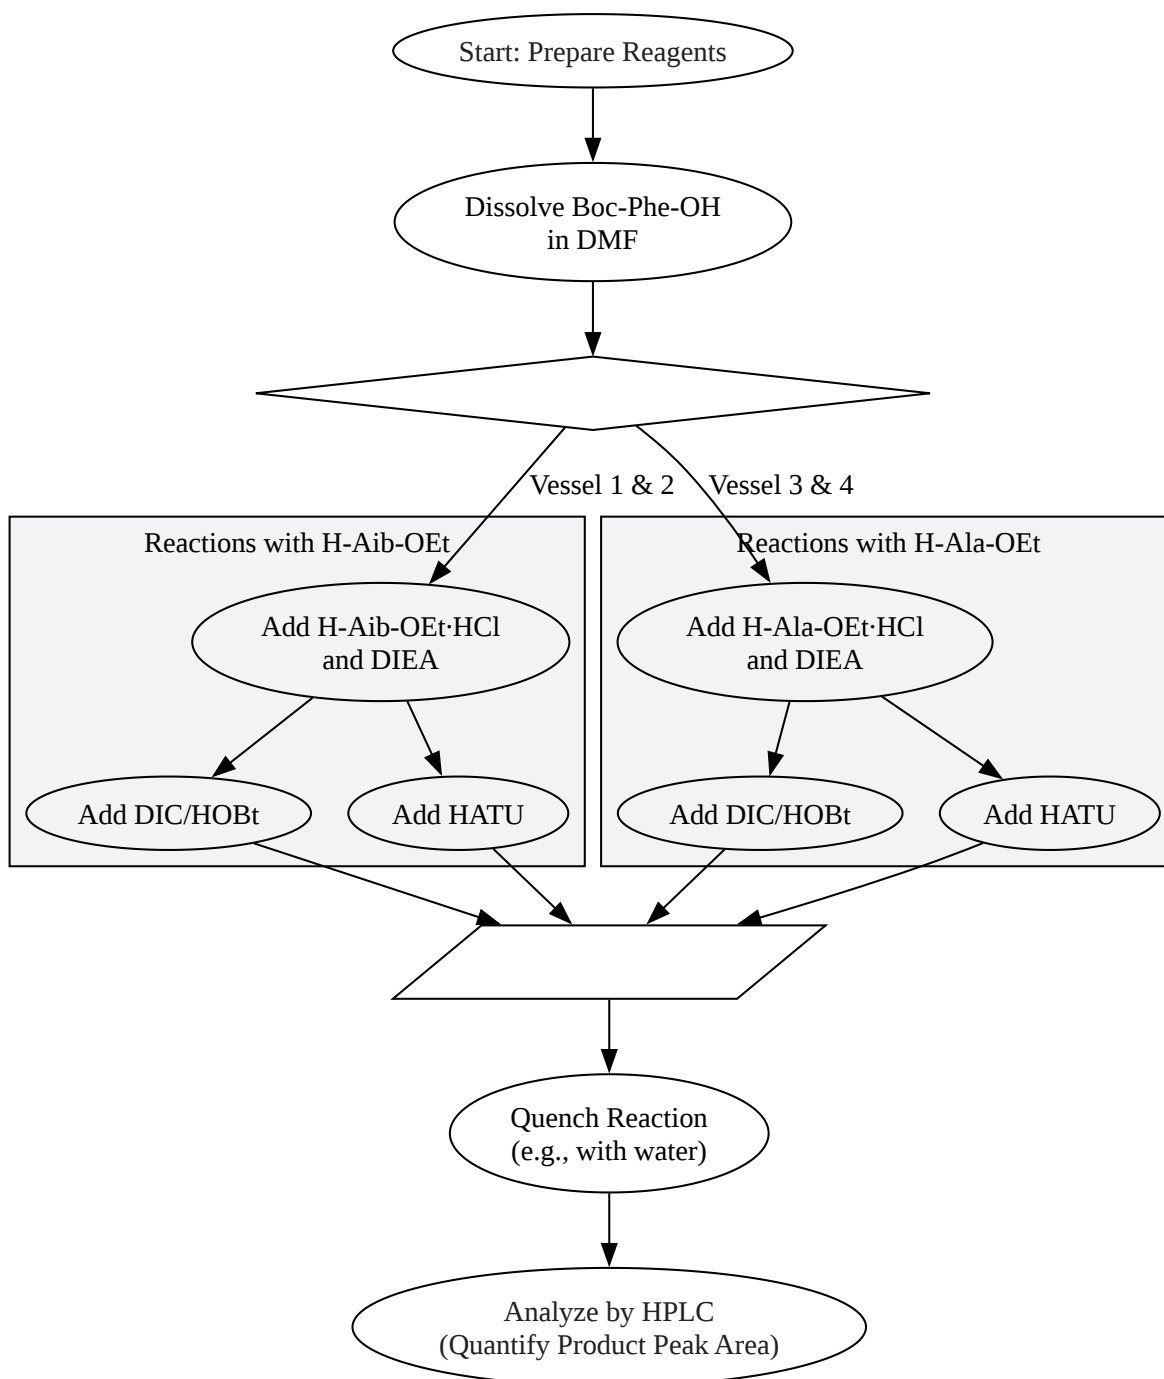 Start: Prepare Reagents
Dissolve Boc-Phe-OH
in DMF
Vessel 1 & 2
Vessel 3 & 4
Reactions with H-Aib-OEt
Reactions with H-Ala-OEt
Add H-Aib-OEt·HCl
and DIEA
Add H-Ala-OEt·HCl
and DIEA
Add DIC/HOBt
Add HATU
Add DIC/HOBt
Add HATU
Quench Reaction
(e.g., with water)
Analyze by HPLC
(Quantify Product Peak Area)